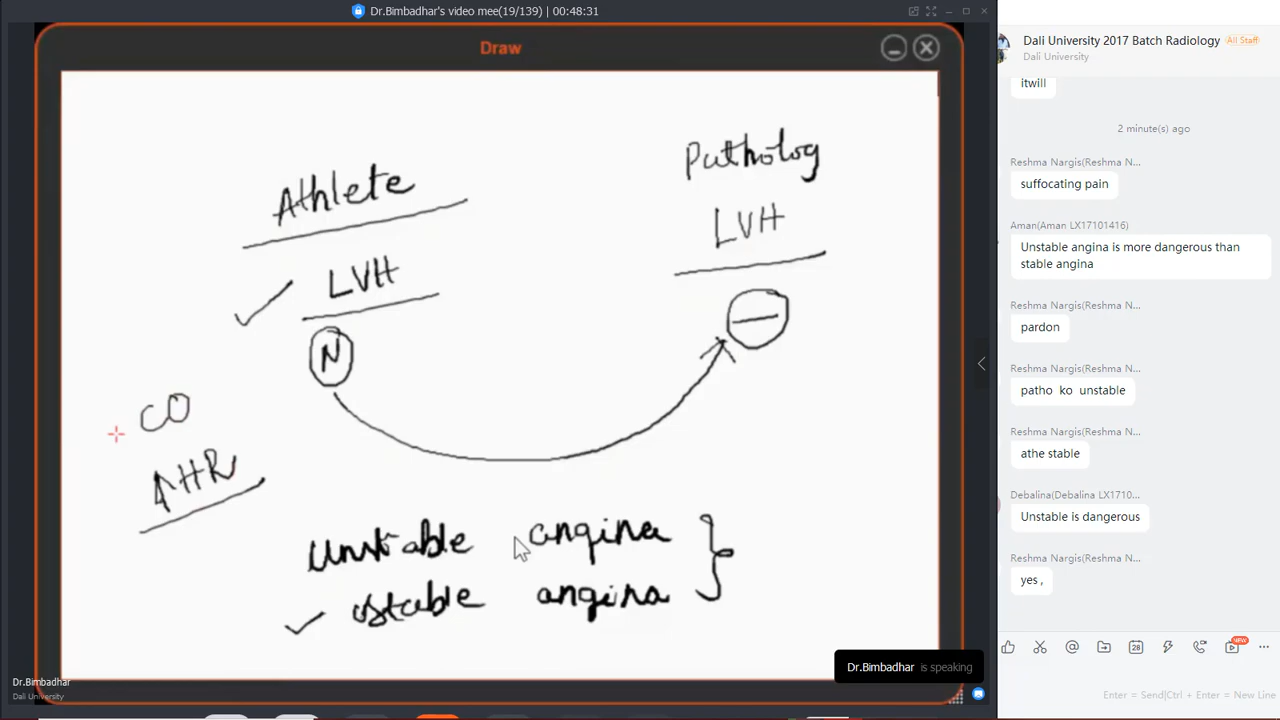 Dr.Bimbadhar's video mee(19/139) | 00:48:31
Draw
Athlete
LVH
N
CO
↑HR
Patholog
LVH
unstable angina
stable angina
Dr.Bimbadhar is speaking
Dr.Bimbadhar
Dali University
Dali University 2017 Batch Radiology All Staff
Dali University
itwill
2 minute(s) ago
Reshma Nargis(Reshma N...
suffocating pain
Aman(Aman LX17101416)
Unstable angina is more dangerous than
stable angina
Reshma Nargis(Reshma N...
pardon
Reshma Nargis(Reshma N...
patho ko unstable
Reshma Nargis(Reshma N...
athe stable
Debalina(Debalina LX1710...
Unstable is dangerous
Reshma Nargis(Reshma N...
yes ,
28
NEW
Enter = Send|Ctrl + Enter = New Line